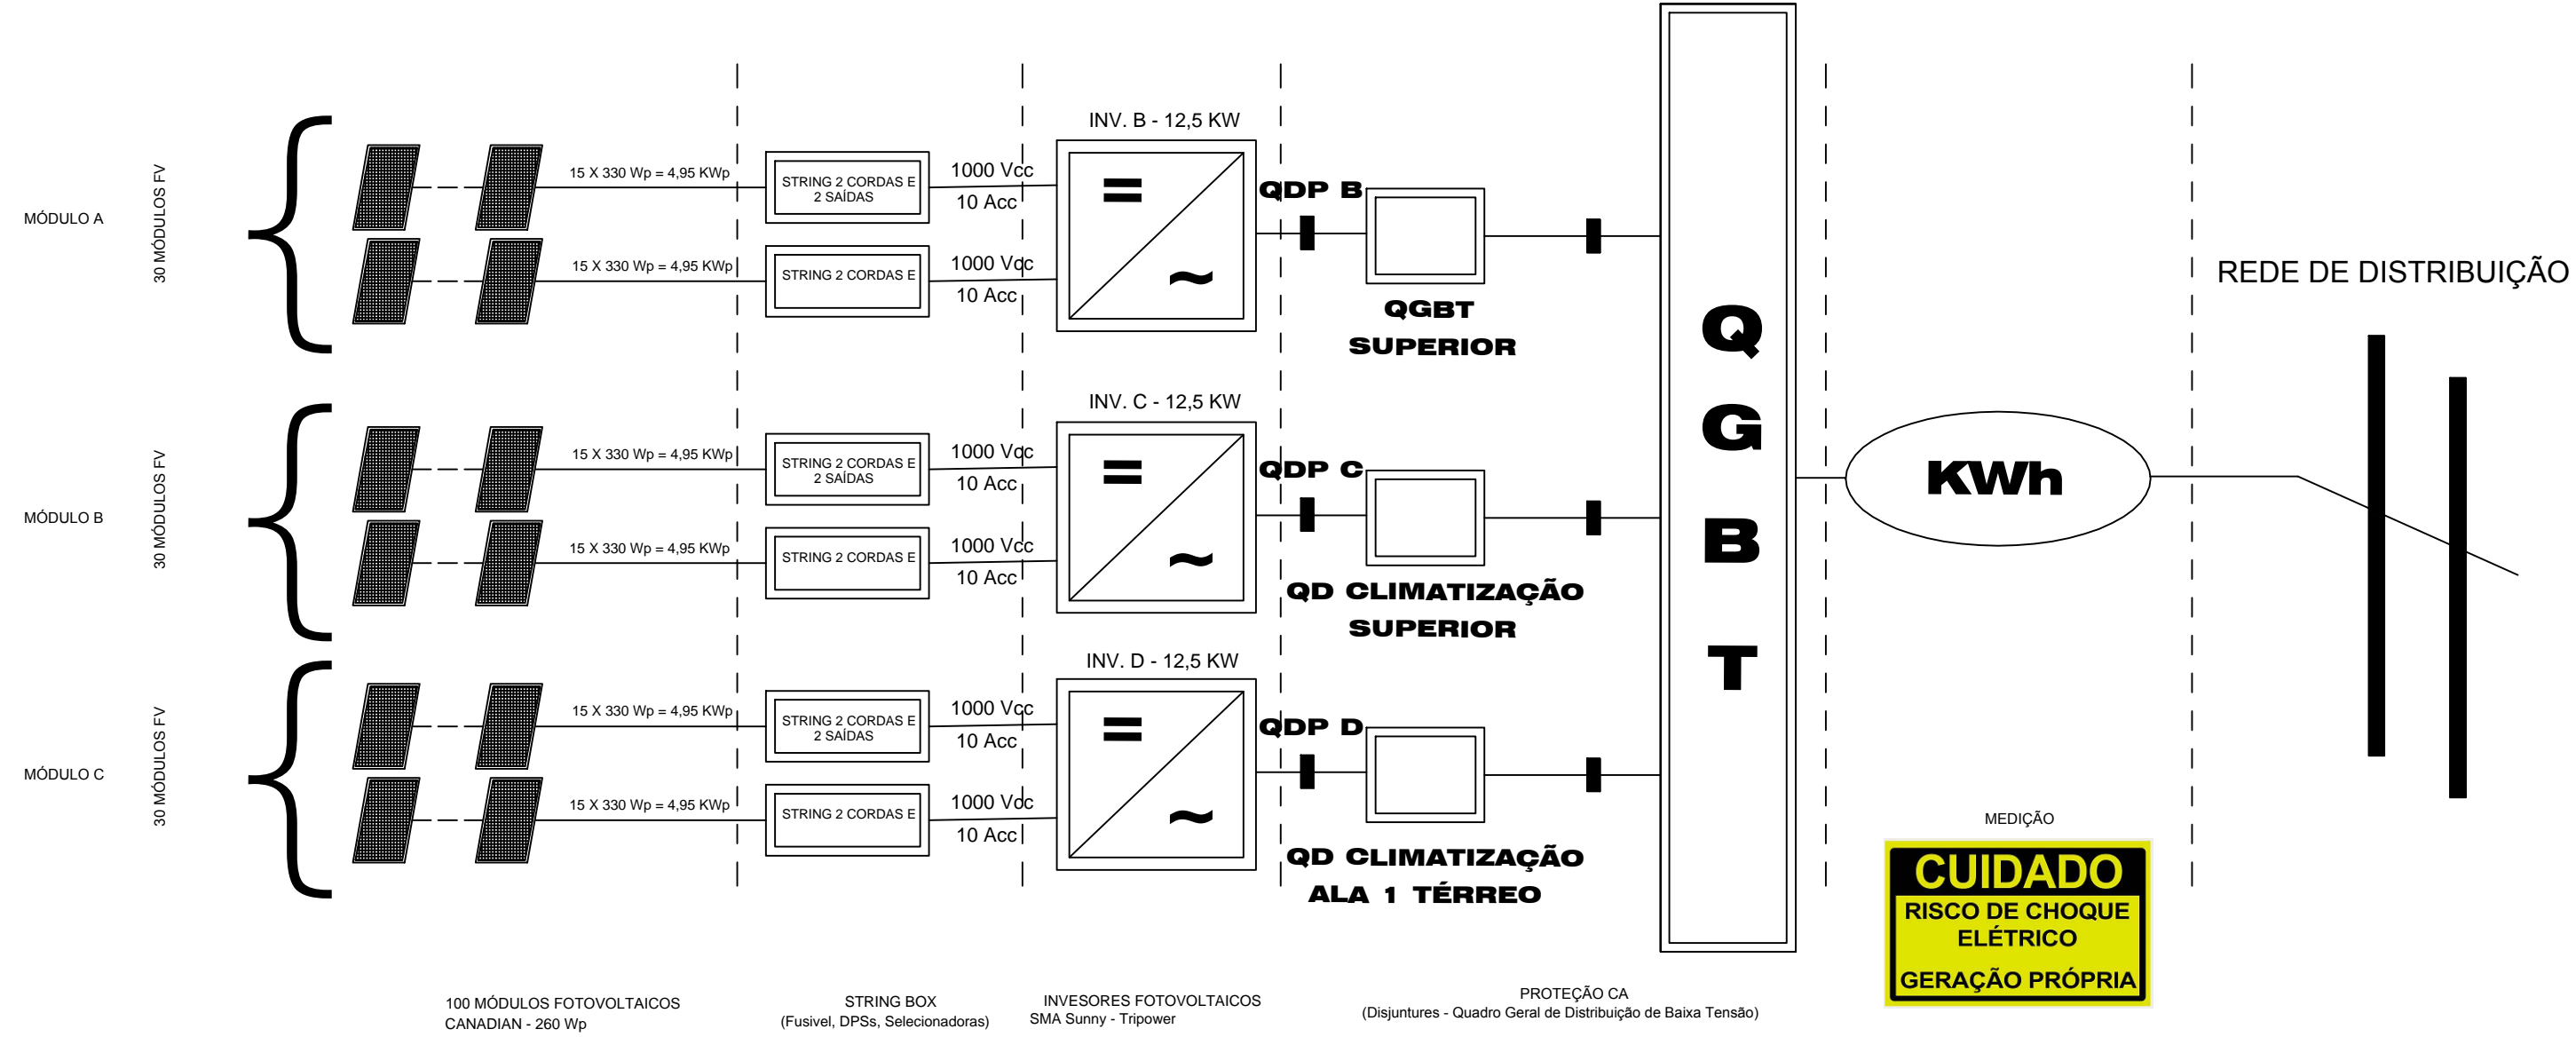 MÓDULO A
30 MÓDULOS FV
15 X 330 Wp = 4,95 KWp
STRING 2 CORDAS E
2 SAÍDAS
1000 Vcc
10 Acc
15 X 330 Wp = 4,95 KWp
STRING 2 CORDAS E
1000 Vcc
10 Acc
INV. B - 12,5 KW
=
~
QDP B
QGBT
SUPERIOR
MÓDULO B
30 MÓDULOS FV
15 X 330 Wp = 4,95 KWp
STRING 2 CORDAS E
2 SAÍDAS
1000 Vcc
10 Acc
15 X 330 Wp = 4,95 KWp
STRING 2 CORDAS E
1000 Vcc
10 Acc
INV. C - 12,5 KW
=
~
QDP C
QD CLIMATIZAÇÃO
SUPERIOR
MÓDULO C
30 MÓDULOS FV
15 X 330 Wp = 4,95 KWp
STRING 2 CORDAS E
2 SAÍDAS
1000 Vcc
10 Acc
15 X 330 Wp = 4,95 KWp
STRING 2 CORDAS E
1000 Vcc
10 Acc
INV. D - 12,5 KW
=
~
QDP D
QD CLIMATIZAÇÃO
ALA 1 TÉRREO
Q
G
B
T
KWh
REDE DE DISTRIBUIÇÃO
MEDIÇÃO
CUIDADO
RISCO DE CHOQUE
ELÉTRICO
GERAÇÃO PRÓPRIA
100 MÓDULOS FOTOVOLTAICOS
CANADIAN - 260 Wp
STRING BOX
(Fusivel, DPSs, Selecionadoras)
INVESORES FOTOVOLTAICOS
SMA Sunny - Tripower
PROTEÇÃO CA
(Disjuntures - Quadro Geral de Distribuição de Baixa Tensão)